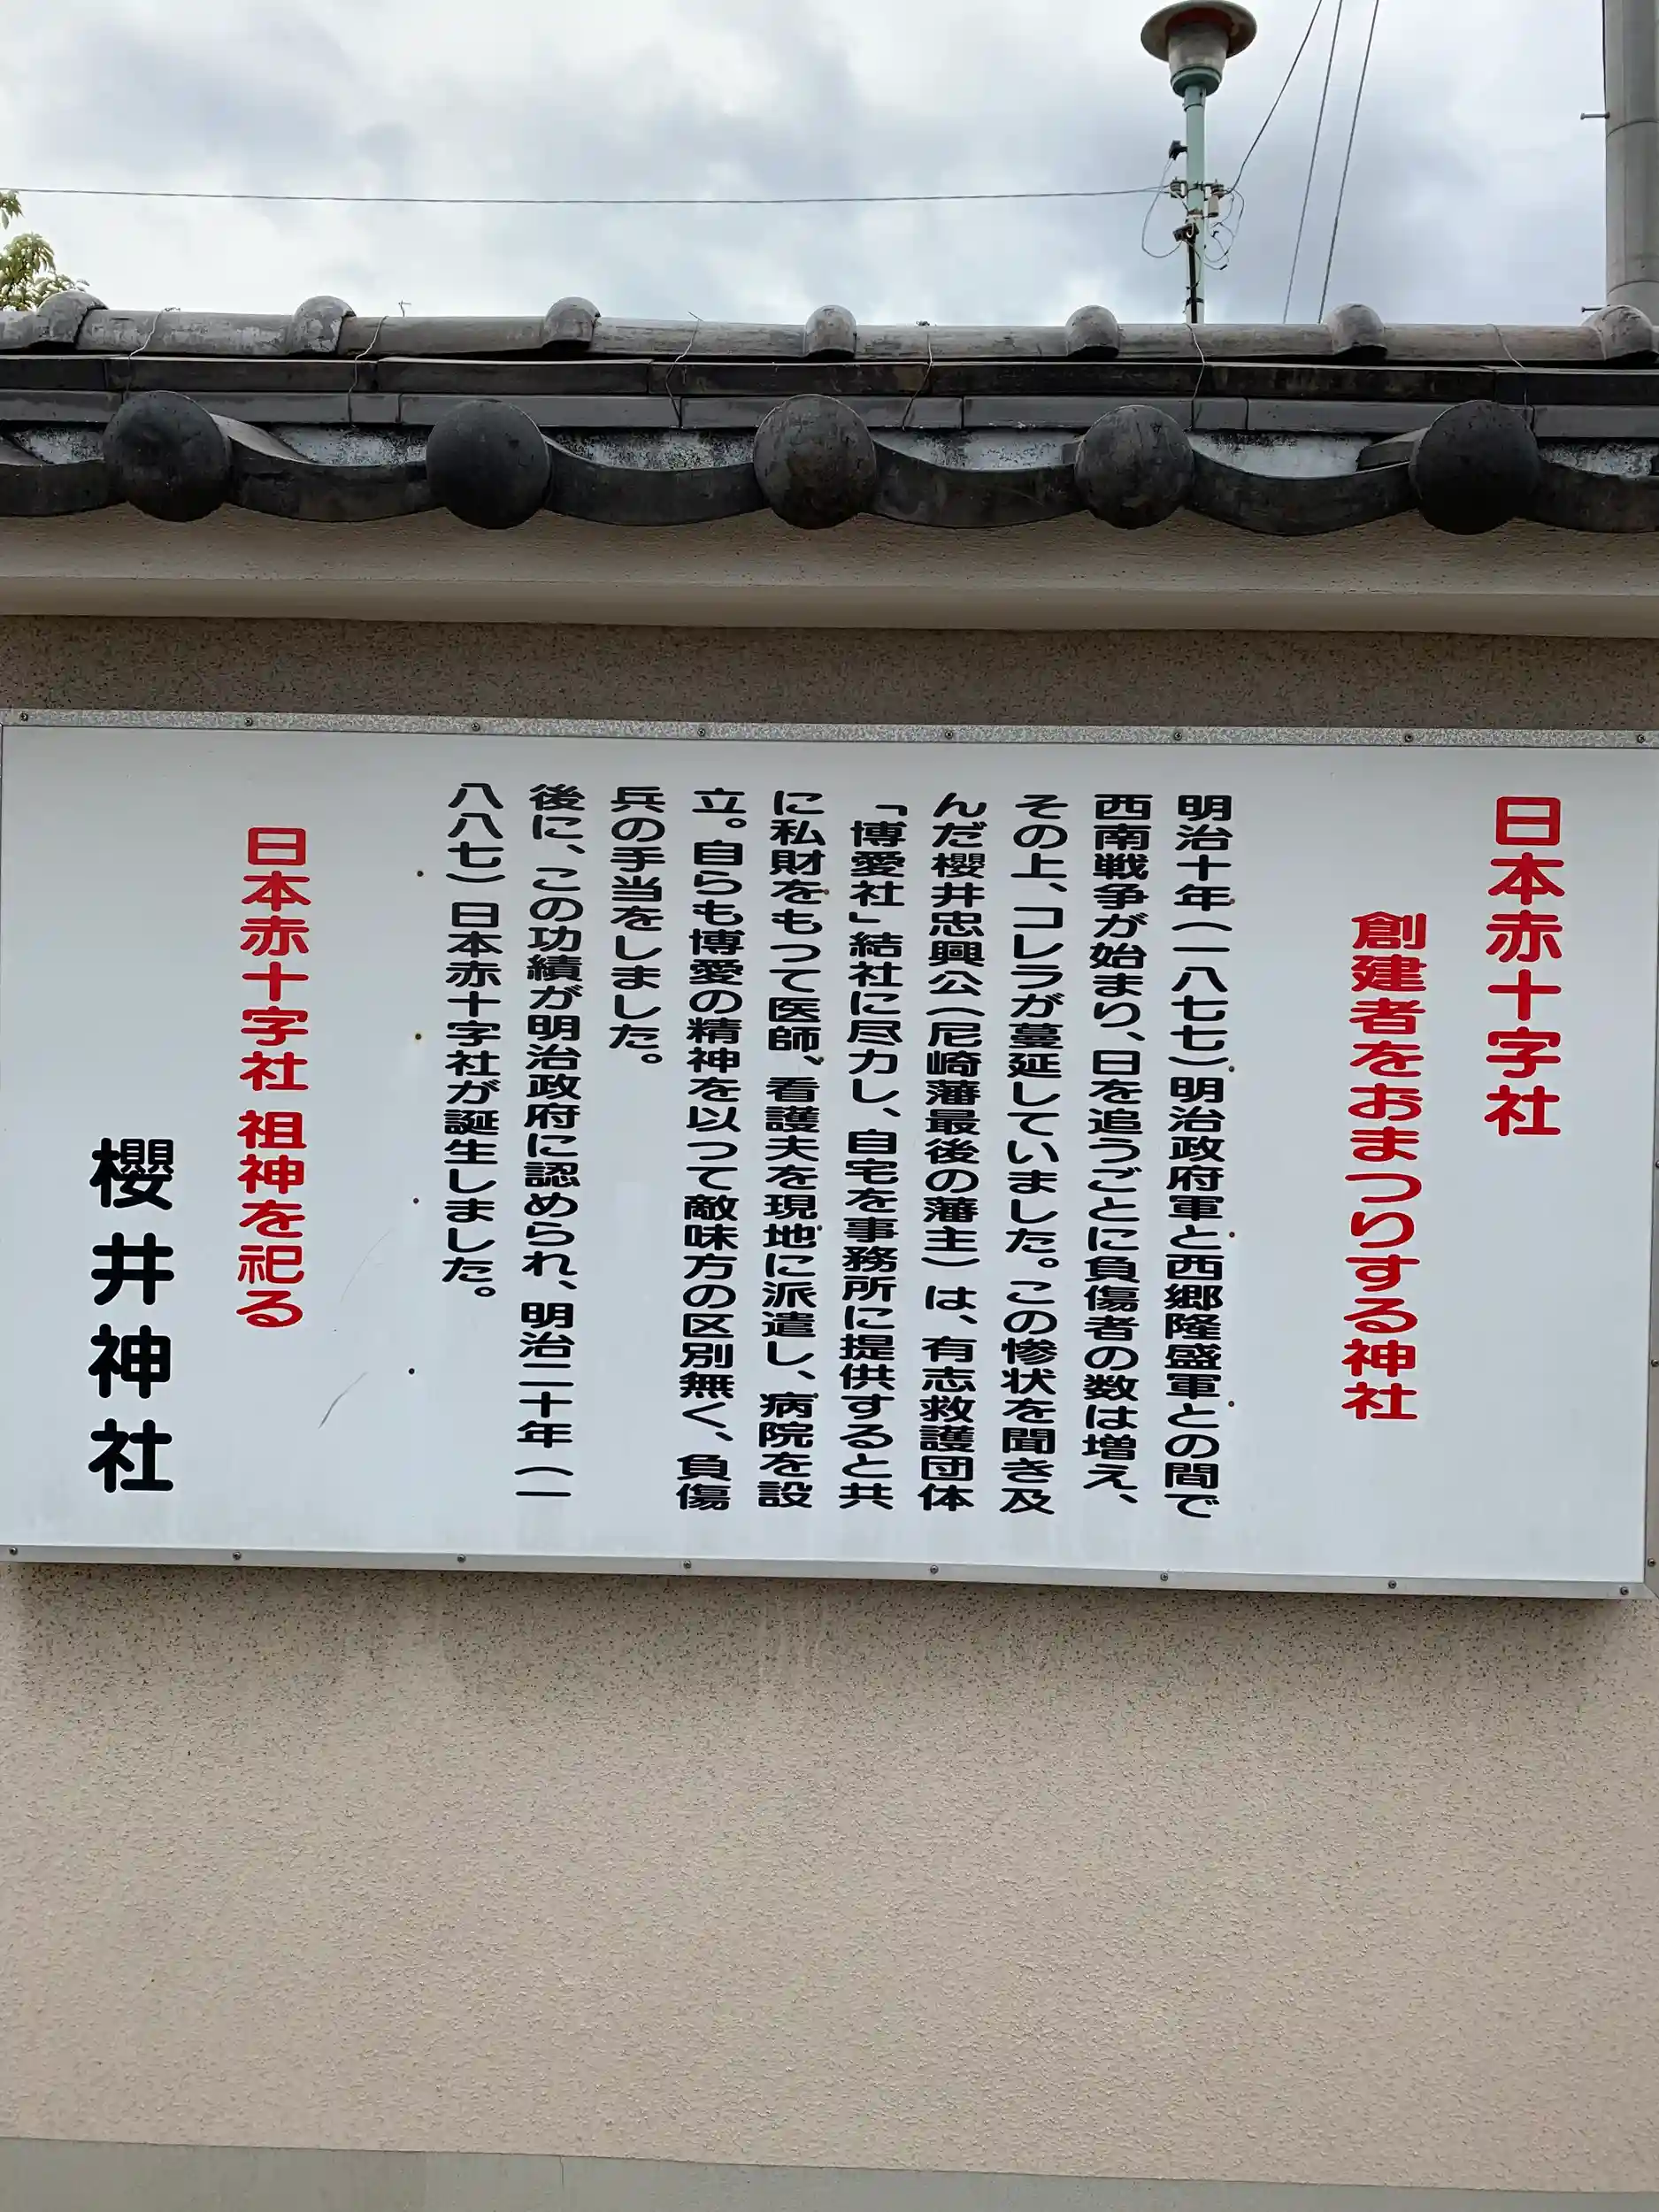 日本赤十字社
創建者をおまつりする神社
明治十年（一八七七）明治政府軍と西郷隆盛軍との間で
西南戦争が始まり、日を追うごとに負傷者の数は増え、
その上、コレラが蔓延していました。この惨状を聞き及
んだ櫻井忠興公（尼崎藩最後の藩主）は、有志救護団体
「博愛社」結社に尽力し、自宅を事務所に提供すると共
に私財をもつて医師、看護夫を現地に派遣し、病院を設
立。自らも博愛の精神を以つて敵味方の区別無く、負傷
兵の手当をしました。
後に、この功績が明治政府に認められ、明治二十年（一
八八七）日本赤十字社が誕生しました。
日本赤十字社 祖神を祀る
櫻井神社